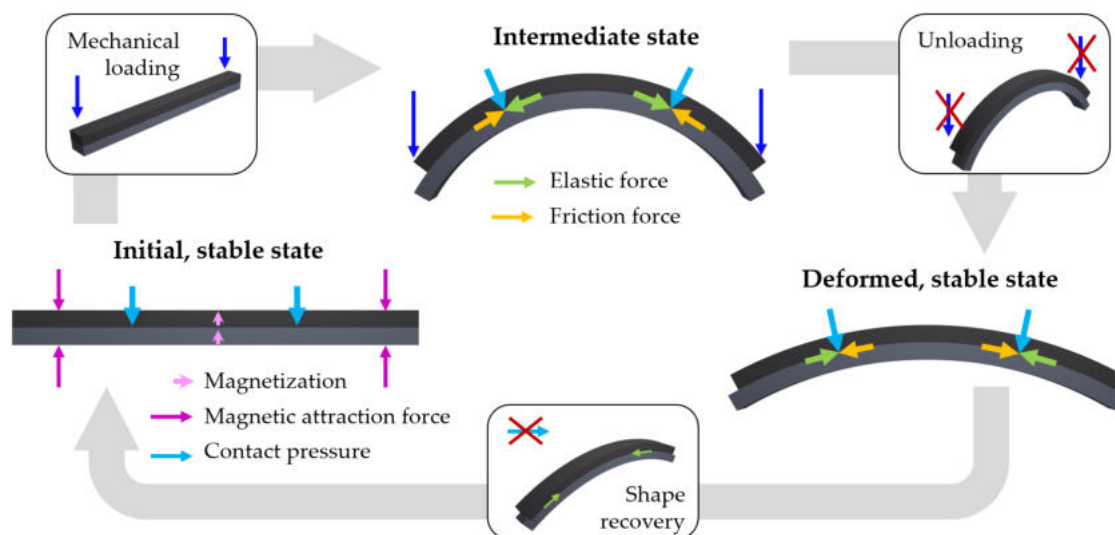 Mechanical
loading
Intermediate state
Unloading
Elastic force
Friction force
Initial, stable state
Deformed, stable state
Magnetization
Magnetic attraction force
Contact pressure
Shape
recovery